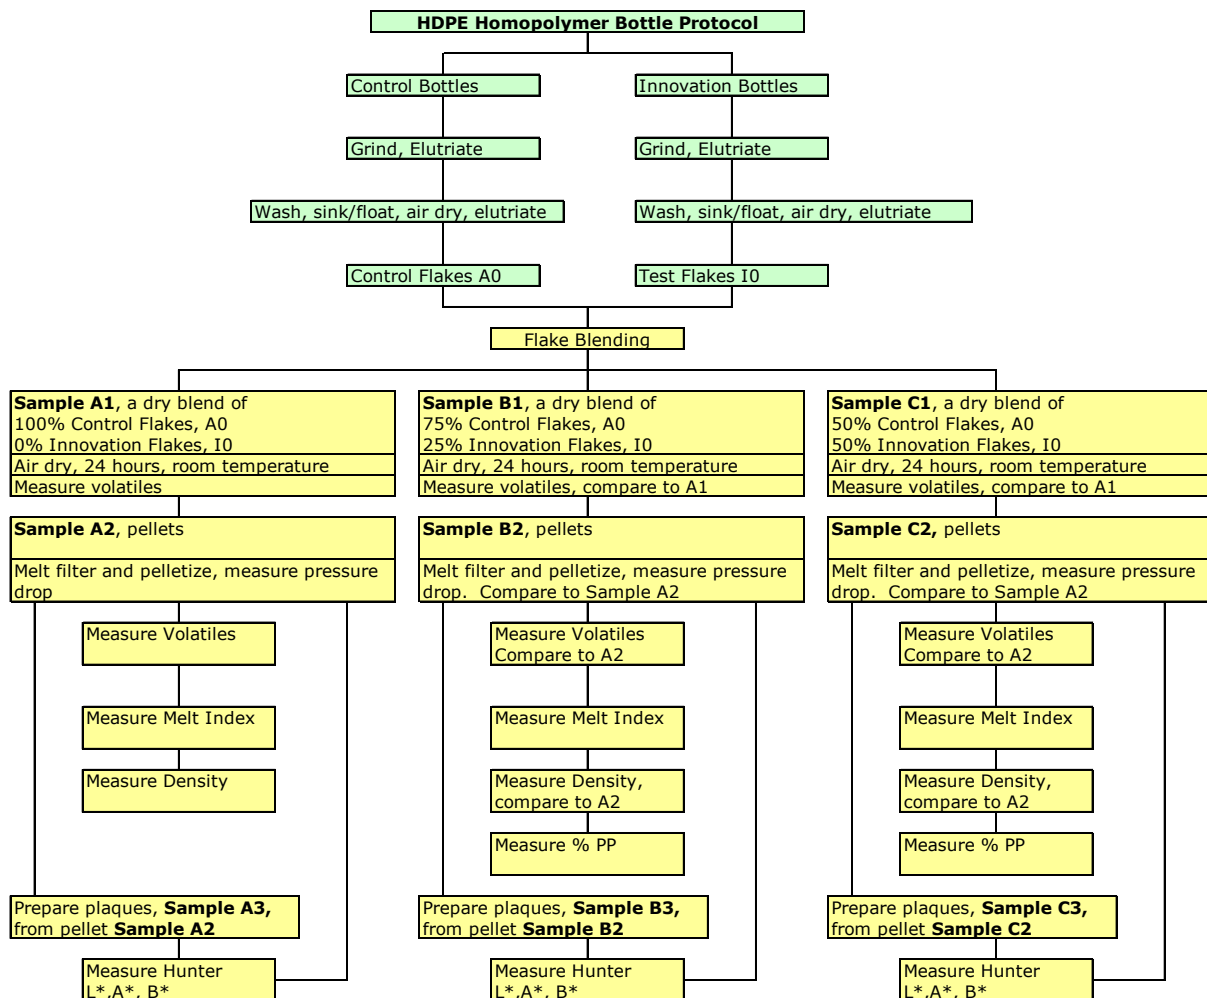 HDPE Homopolymer Bottle Protocol
Control Bottles
Innovation Bottles
Grind, Elutriate
Grind, Elutriate
Wash, sink/float, air dry, elutriate
Wash, sink/float, air dry, elutriate
Control Flakes A0
Test Flakes I0
Flake Blending
Sample A1, a dry blend of
100% Control Flakes, A0
0% Innovation Flakes, I0
Air dry, 24 hours, room temperature
Measure volatiles
Sample B1, a dry blend of
75% Control Flakes, A0
25% Innovation Flakes, I0
Air dry, 24 hours, room temperature
Measure volatiles, compare to A1
Sample C1, a dry blend of
50% Control Flakes, A0
50% Innovation Flakes, I0
Air dry, 24 hours, room temperature
Measure volatiles, compare to A1
Sample A2, pellets
Melt filter and pelletize, measure pressure
drop
Sample B2, pellets
Melt filter and pelletize, measure pressure
drop.  Compare to Sample A2
Sample C2, pellets
Melt filter and pelletize, measure pressure
drop.  Compare to Sample A2
Measure Volatiles
Measure Volatiles
Compare to A2
Measure Volatiles
Compare to A2
Measure Melt Index
Measure Melt Index
Measure Melt Index
Measure Density
Measure Density,
compare to A2
Measure Density,
compare to A2
Measure % PP
Measure % PP
Prepare plaques, Sample A3,
from pellet Sample A2
Prepare plaques, Sample B3,
from pellet Sample B2
Prepare plaques, Sample C3,
from pellet Sample C2
Measure Hunter
L*,A*, B*
Measure Hunter
L*,A*, B*
Measure Hunter
L*,A*, B*